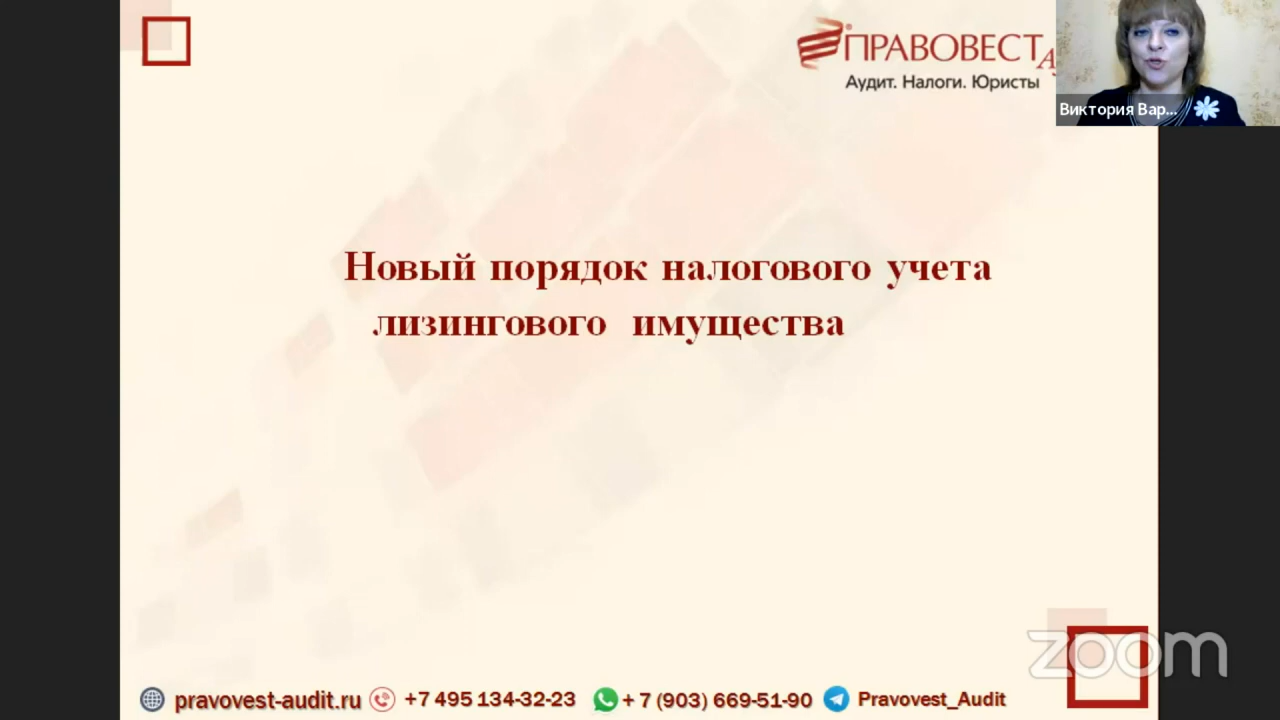 ПРАВОВЕСТ
Аудит. Налоги. Юристы
Виктория Вар...
Новый порядок налогового учета
лизингового имущества
zoom
pravovest-audit.ru +7 495 134-32-23 + 7 (903) 669-51-90 Pravovest_Audit